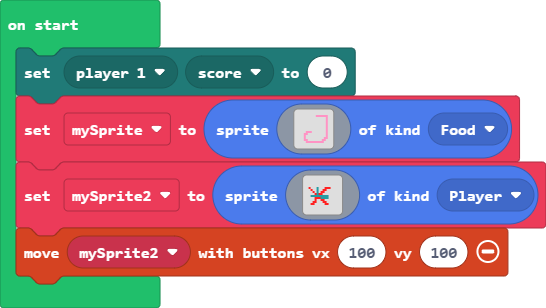 on start
set player 1 score to 0
set mySprite to sprite of kind Food
set mySprite2 to sprite of kind Player
move mySprite2 with buttons vx 100 vy 100